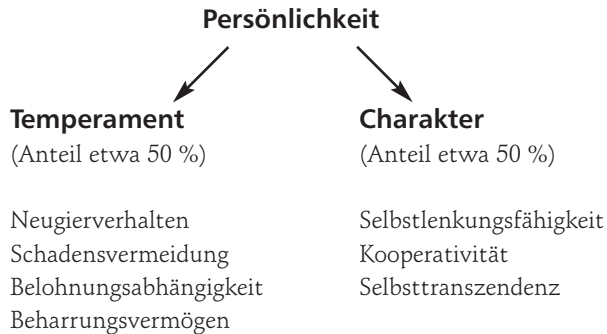 Persönlichkeit
Temperament
(Anteil etwa 50 %)
Neugierverhalten
Schadensvermeidung
Belohnungsabhängigkeit
Beharrungsvermögen
Charakter
(Anteil etwa 50 %)
Selbstlenkungsfähigkeit
Kooperativität
Selbsttranszendenz